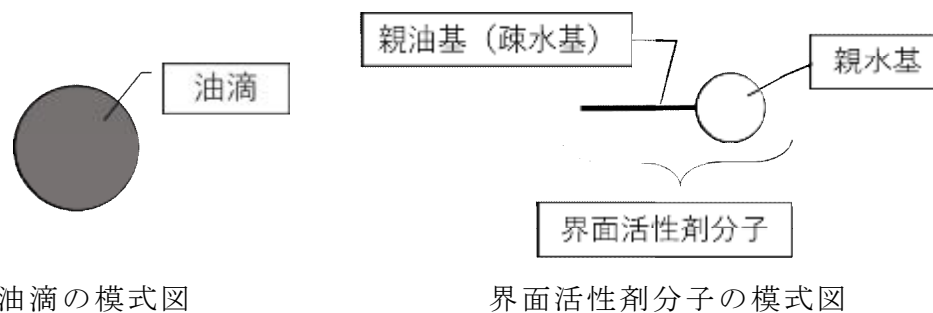 親油基（疎水基）
親水基
油滴
界面活性剤分子
油滴の模式図
界面活性剤分子の模式図